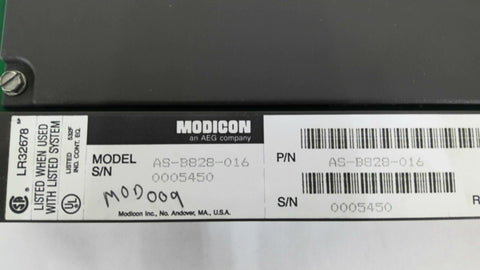 LR32678
LISTED WHEN USED
WITH LISTED SYSTEM
LISTED
IND. CONT. EQ.
MODICON
an AEG company
MODEL AS-B828-016
S/N 0005450
MOD009
Modicon Inc., No. Andover, MA., U.S.A.
P/N AS-B828-016
S/N 0005450
R